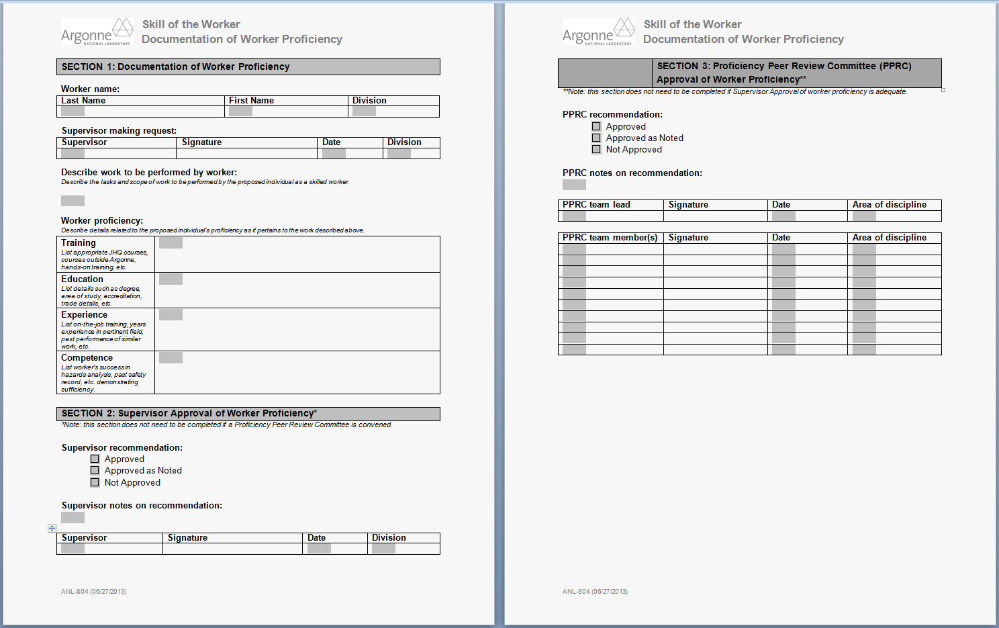 Argonne
NATIONAL LABORATORY
Skill of the Worker
Documentation of Worker Proficiency
SECTION 1: Documentation of Worker Proficiency
Worker name:
Last Name First Name Division
Supervisor making request:
Supervisor Signature Date Division
Describe work to be performed by worker:
Describe the tasks and scope of work to be performed by the proposed individual as a skilled worker.
Worker proficiency:
Describe details related to the proposed individual's proficiency as it pertains to the work described above.
Training
List appropriate JHQ courses,
courses outside Argonne,
hands-on training, etc.
Education
List details such as degree,
area of study, accreditation,
trade details, etc.
Experience
List on-the-job training, years
experience in pertinent field,
past performance of similar
work, etc.
Competence
List worker's success in
hazards analysis, past safety
record, etc. demonstrating
sufficiency.
SECTION 2: Supervisor Approval of Worker Proficiency*
*Note: this section does not need to be completed if a Proficiency Peer Review Committee is convened.
Supervisor recommendation:
Approved
Approved as Noted
Not Approved
Supervisor notes on recommendation:
Supervisor Signature Date Division
ANL-804 (06/27/2013)
Argonne
NATIONAL LABORATORY
Skill of the Worker
Documentation of Worker Proficiency
SECTION 3: Proficiency Peer Review Committee (PPRC)
Approval of Worker Proficiency**
**Note: this section does not need to be completed if Supervisor Approval of worker proficiency is adequate.
PPRC recommendation:
Approved
Approved as Noted
Not Approved
PPRC notes on recommendation:
PPRC team lead Signature Date Area of discipline
PPRC team member(s) Signature Date Area of discipline
ANL-804 (06/27/2013)